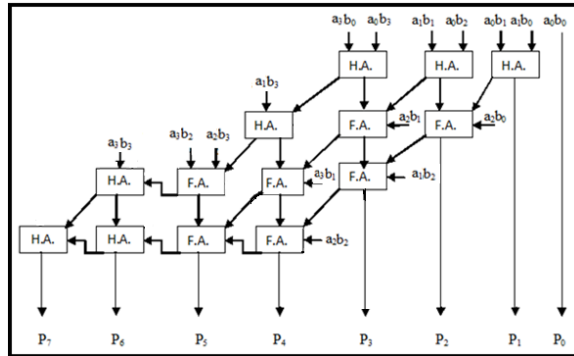 a3b0 a0b3 a1b1 a0b2 a0b1 a1b0 a0b0
H.A. H.A. H.A.
a1b3
H.A. F.A. a2b1 F.A. a2b0
a3b3 a3b2 a2b3
H.A. F.A. F.A. a3b1 F.A. a1b2
H.A. H.A. F.A. F.A. a2b2
P7 P6 P5 P4 P3 P2 P1 P0